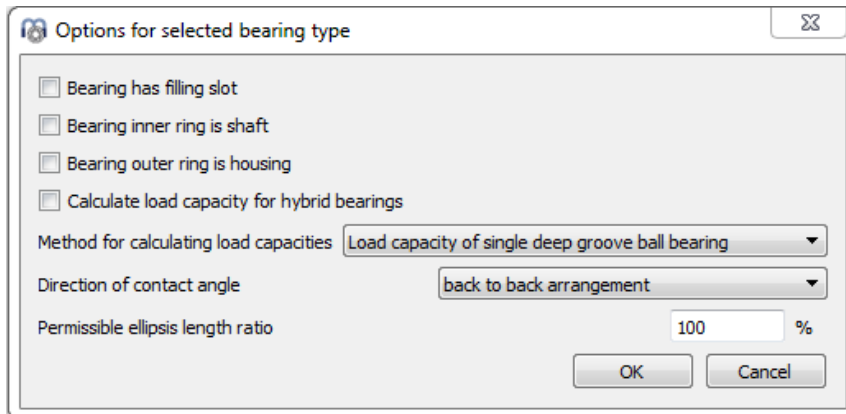 Options for selected bearing type
Bearing has filling slot
Bearing inner ring is shaft
Bearing outer ring is housing
Calculate load capacity for hybrid bearings
Method for calculating load capacities Load capacity of single deep groove ball bearing
Direction of contact angle back to back arrangement
Permissible ellipsis length ratio 100 %
OK Cancel